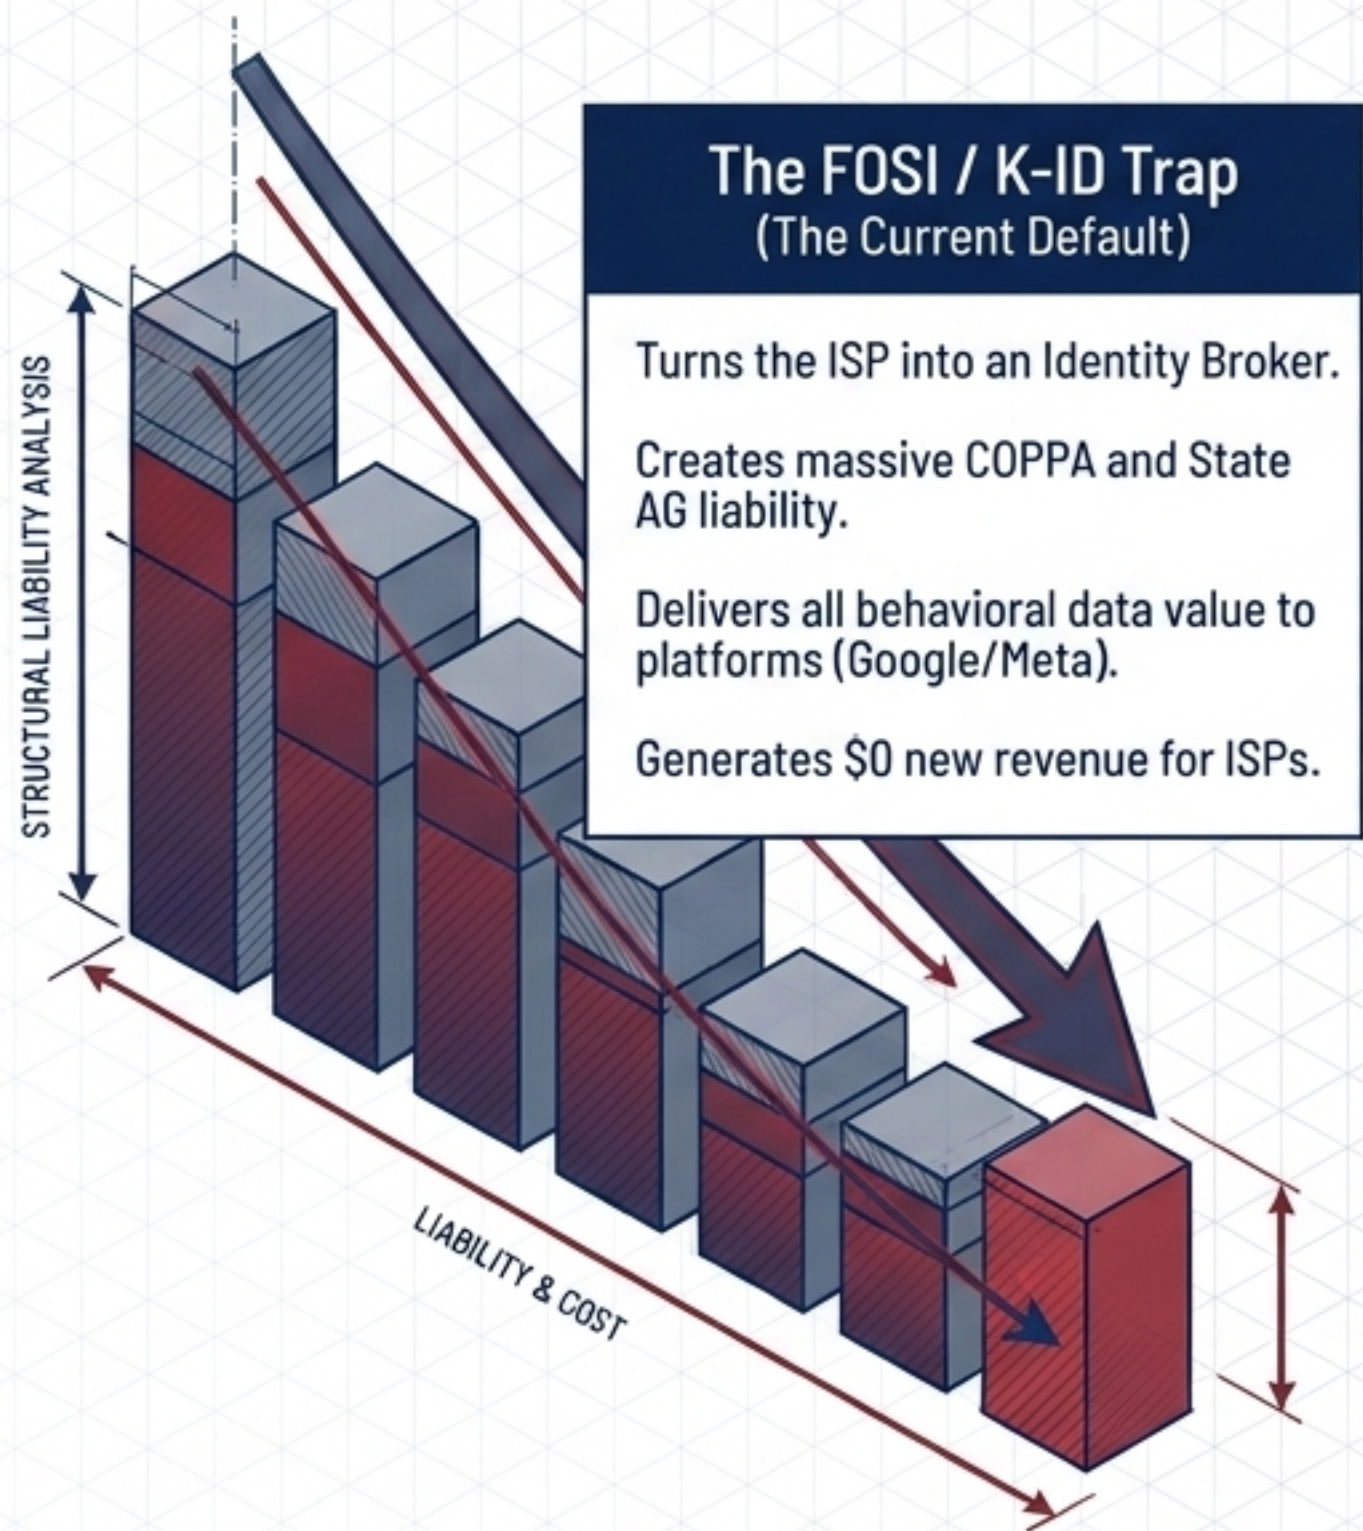 The FOSI / K-ID Trap
(The Current Default)
Turns the ISP into an Identity Broker.
Creates massive COPPA and State
AG liability.
Delivers all behavioral data value to
platforms (Google/Meta).
Generates $0 new revenue for ISPs.
STRUCTURAL LIABILITY ANALYSIS
LIABILITY & COST